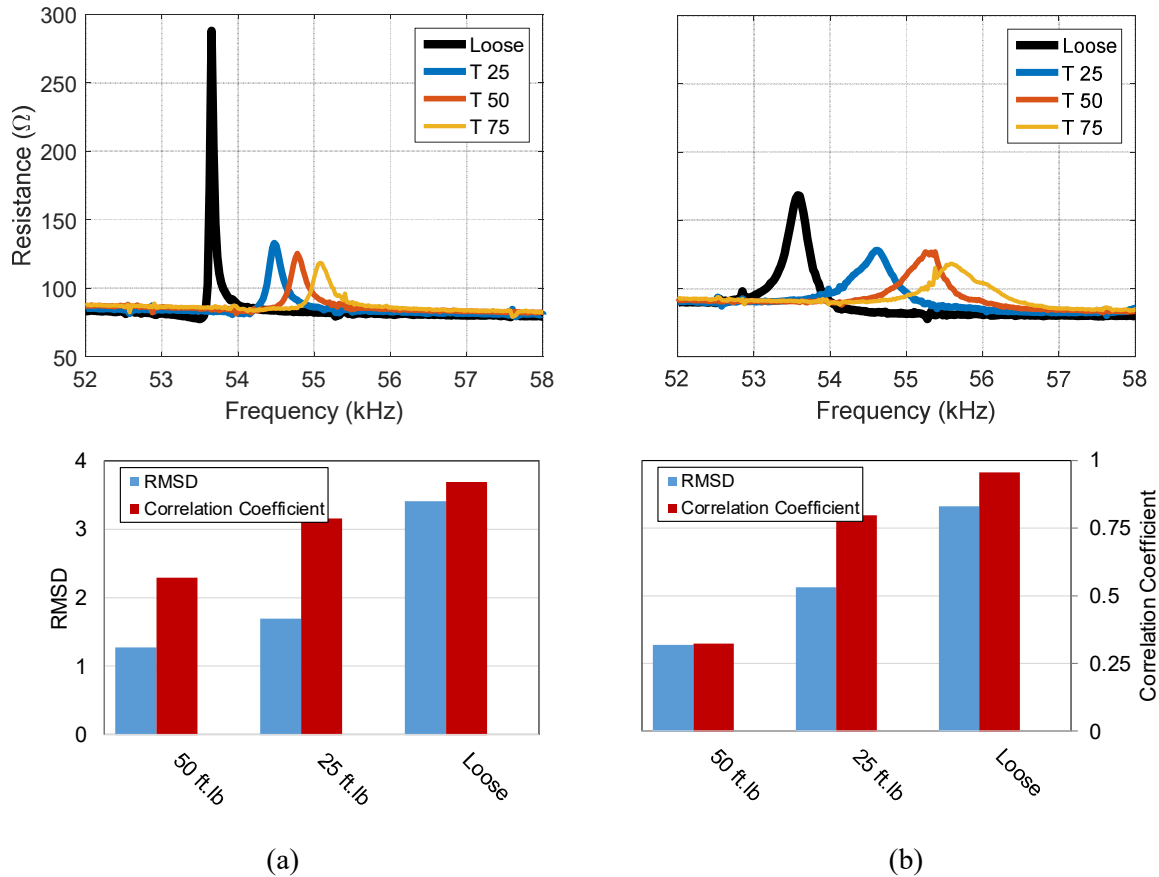 300
250
200
150
100
50
Resistance (Ω)
Loose
T 25
T 50
T 75
52 53 54 55 56 57 58
Frequency (kHz)
Loose
T 25
T 50
T 75
52 53 54 55 56 57 58
Frequency (kHz)
4
3
2
1
0
RMSD
RMSD
Correlation Coefficient
50 ft.lb
25 ft.lb
Loose
RMSD
Correlation Coefficient
1
0.75
0.5
0.25
0
Correlation Coefficient
50 ft.lb
25 ft.lb
Loose
(a)
(b)